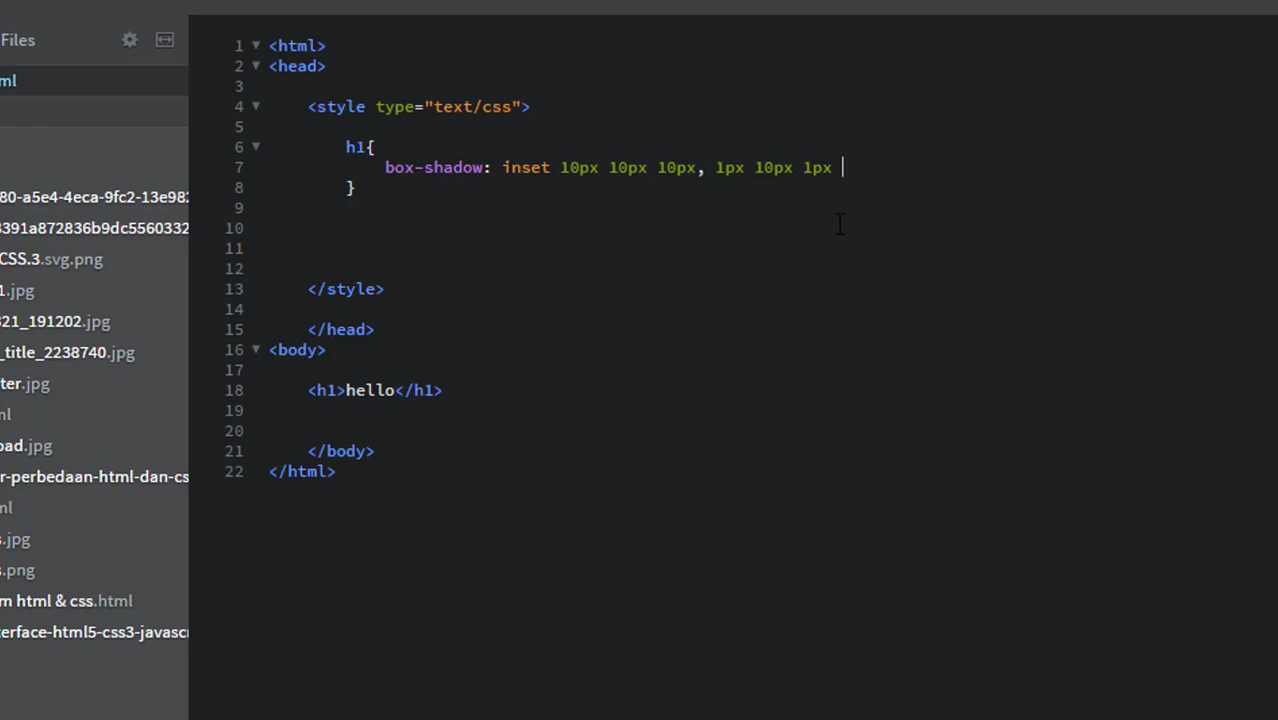 Files
ml
80-a5e4-4eca-9fc2-13e982
3391a872836b9dc5560332
CSS.3.svg.png
1.jpg
321_191202.jpg
_title_2238740.jpg
ter.jpg
ml
oad.jpg
r-perbedaan-html-dan-cs
ml
s.jpg
s.png
m html & css.html
terface-html5-css3-javasc
1 <html>
2 <head>
3
4 <style type="text/css">
5
6 h1{
7 box-shadow: inset 10px 10px 10px, 1px 10px 1px
8 }
9
10
11
12
13 </style>
14
15 </head>
16 <body>
17
18 <h1>hello</h1>
19
20
21 </body>
22 </html>